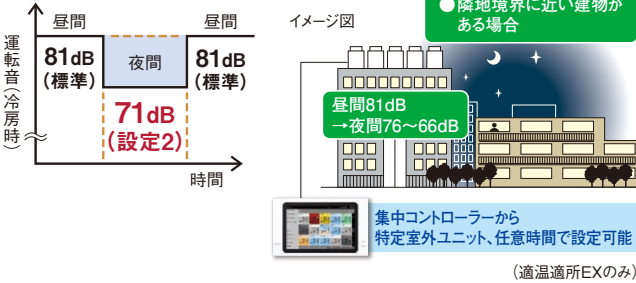 運転音(冷房時)
昼間
81dB
(標準)
夜間
71dB
(設定2)
昼間
81dB
(標準)
時間
イメージ図
●隣地境界に近い建物が
ある場合
昼間81dB
→夜間76～66dB
集中コントローラーから
特定室外ユニット、任意時間で設定可能
(適温適所EXのみ)